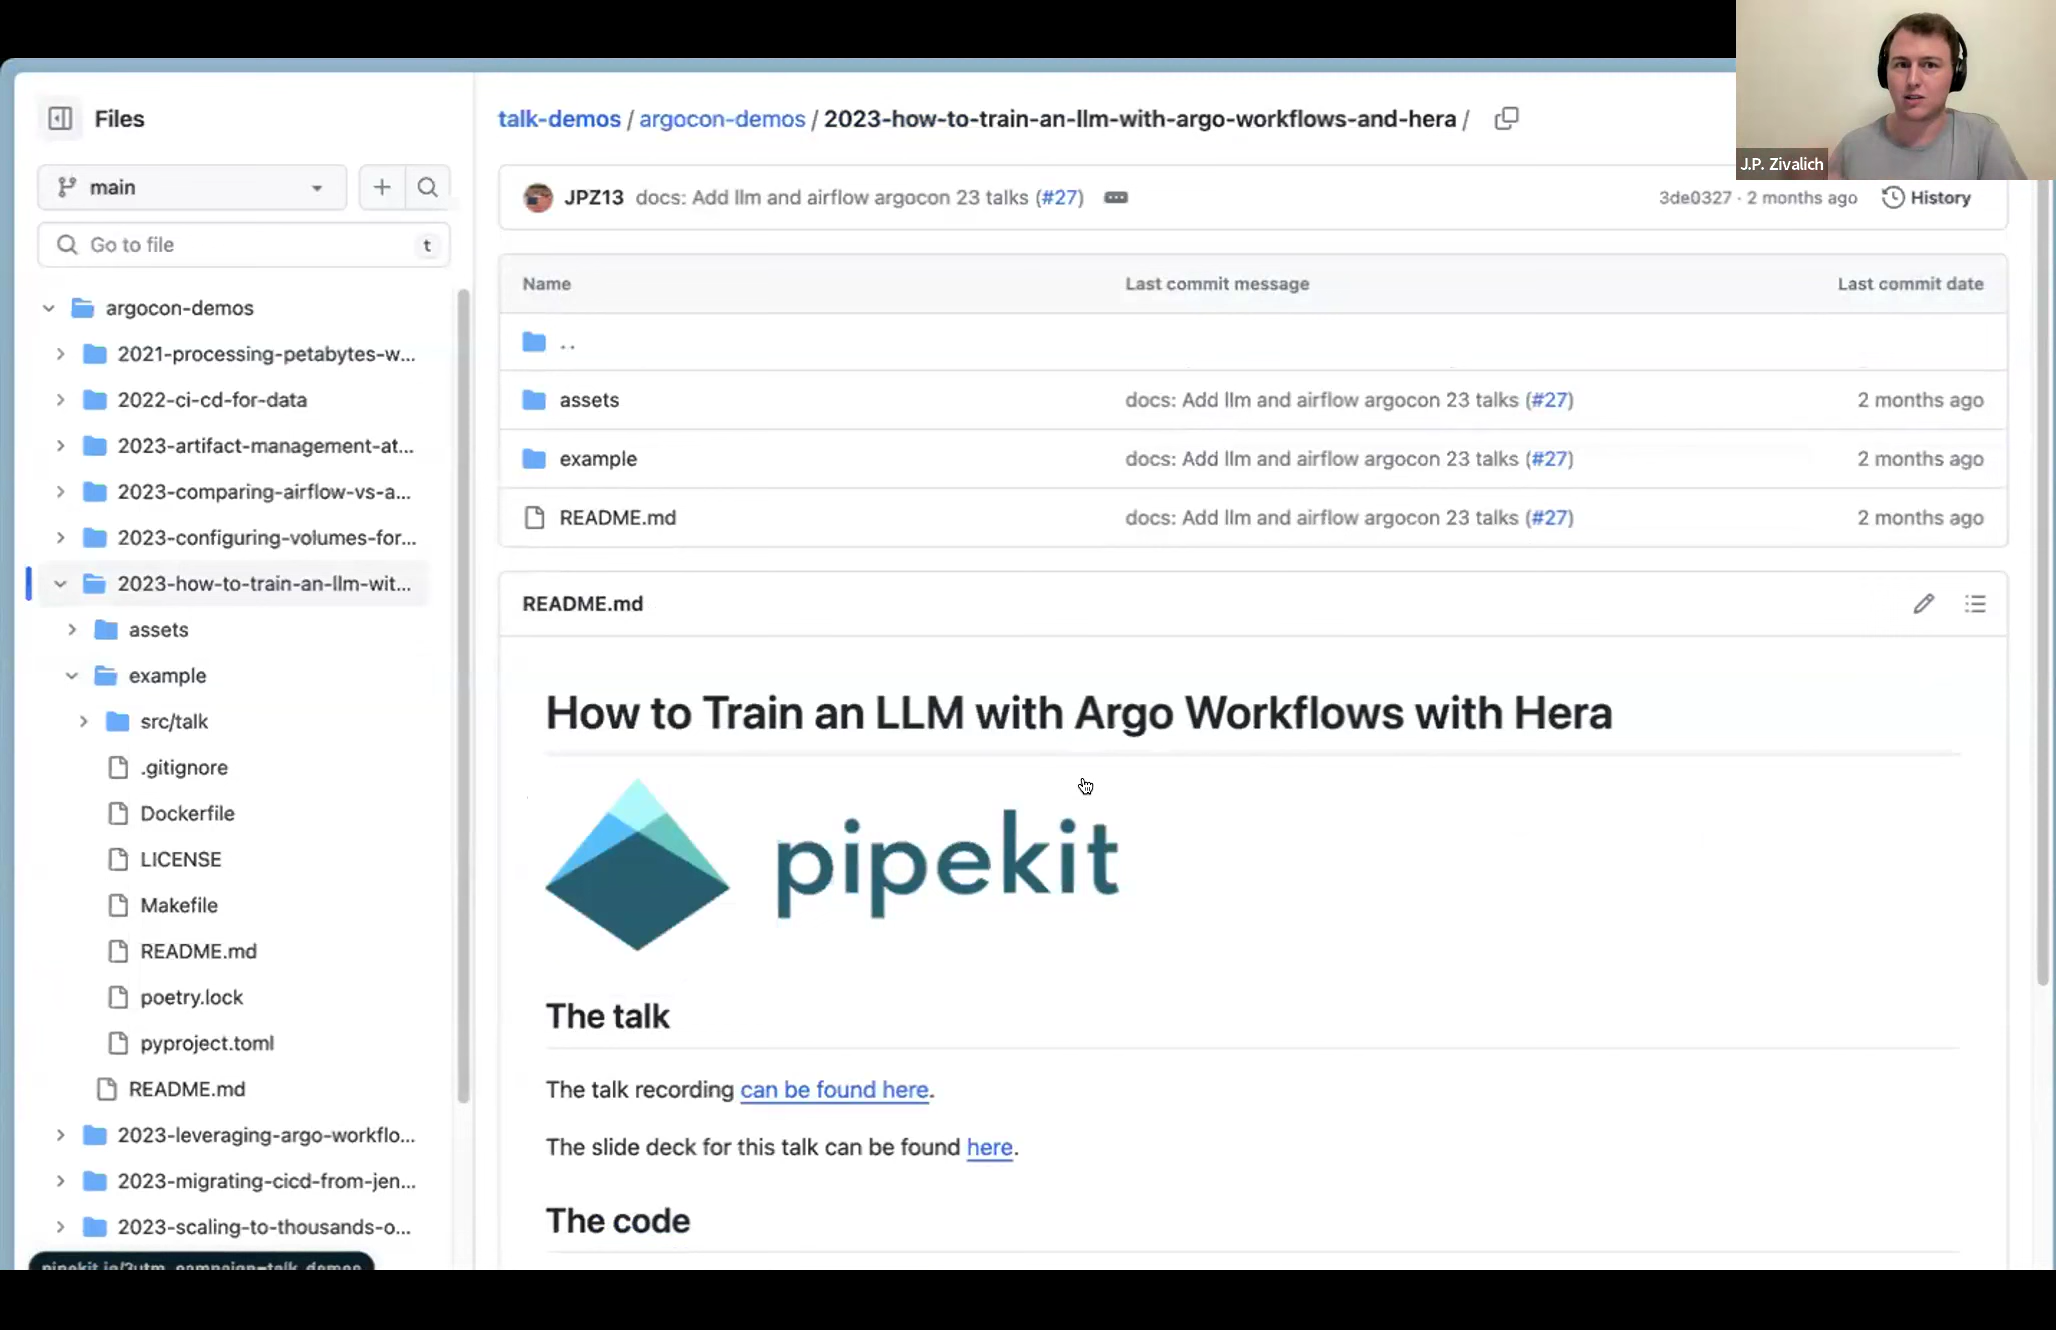 J.P. Zivalich
Files
main
Go to file
t
argocon-demos
2021-processing-petabytes-w...
2022-ci-cd-for-data
2023-artifact-management-at...
2023-comparing-airflow-vs-a...
2023-configuring-volumes-for...
2023-how-to-train-an-llm-wit...
assets
example
src/talk
.gitignore
Dockerfile
LICENSE
Makefile
README.md
poetry.lock
pyproject.toml
README.md
2023-leveraging-argo-workflo...
2023-migrating-cicd-from-jen...
2023-scaling-to-thousands-o...
pipekit.io/?utm_campaign=talk_demos
talk-demos / argocon-demos / 2023-how-to-train-an-llm-with-argo-workflows-and-hera /
JPZ13 docs: Add llm and airflow argocon 23 talks (#27) 3de0327 · 2 months ago History
Name Last commit message Last commit date
..
assets docs: Add llm and airflow argocon 23 talks (#27) 2 months ago
example docs: Add llm and airflow argocon 23 talks (#27) 2 months ago
README.md docs: Add llm and airflow argocon 23 talks (#27) 2 months ago
README.md
How to Train an LLM with Argo Workflows with Hera
pipekit
The talk
The talk recording can be found here.
The slide deck for this talk can be found here.
The code